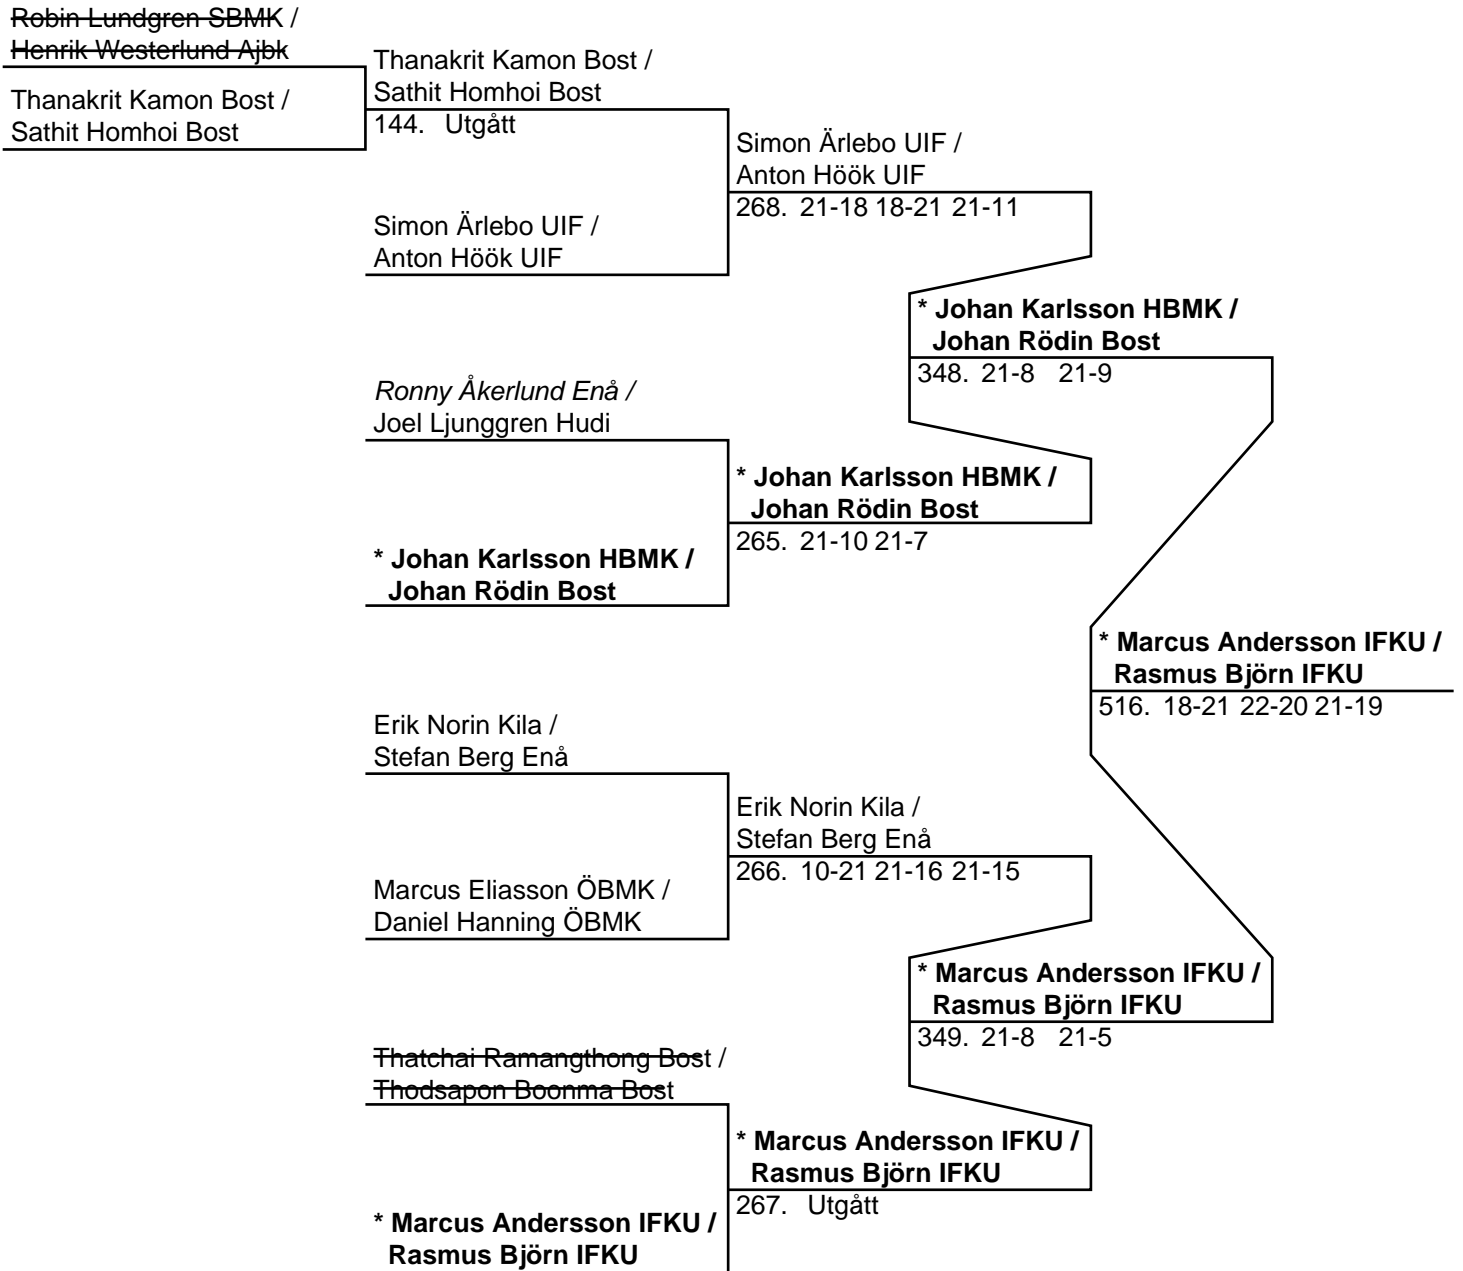 Robin Lundgren SBMK /
Henrik Westerlund Ajbk
Thanakrit Kamon Bost /
Sathit Homhoi Bost
Thanakrit Kamon Bost /
Sathit Homhoi Bost
144. Utgått
Simon Ärlebo UIF /
Anton Höök UIF
Simon Ärlebo UIF /
Anton Höök UIF
268. 21-18 18-21 21-11
* Johan Karlsson HBMK /
Johan Rödin Bost
348. 21-8 21-9
Ronny Åkerlund Enå /
Joel Ljunggren Hudi
* Johan Karlsson HBMK /
Johan Rödin Bost
265. 21-10 21-7
* Johan Karlsson HBMK /
Johan Rödin Bost
* Marcus Andersson IFKU /
Rasmus Björn IFKU
516. 18-21 22-20 21-19
Erik Norin Kila /
Stefan Berg Enå
Erik Norin Kila /
Stefan Berg Enå
266. 10-21 21-16 21-15
Marcus Eliasson ÖBMK /
Daniel Hanning ÖBMK
* Marcus Andersson IFKU /
Rasmus Björn IFKU
349. 21-8 21-5
Thatchai Ramangthong Bost /
Thodsapon Boonma Bost
* Marcus Andersson IFKU /
Rasmus Björn IFKU
267. Utgått
* Marcus Andersson IFKU /
Rasmus Björn IFKU